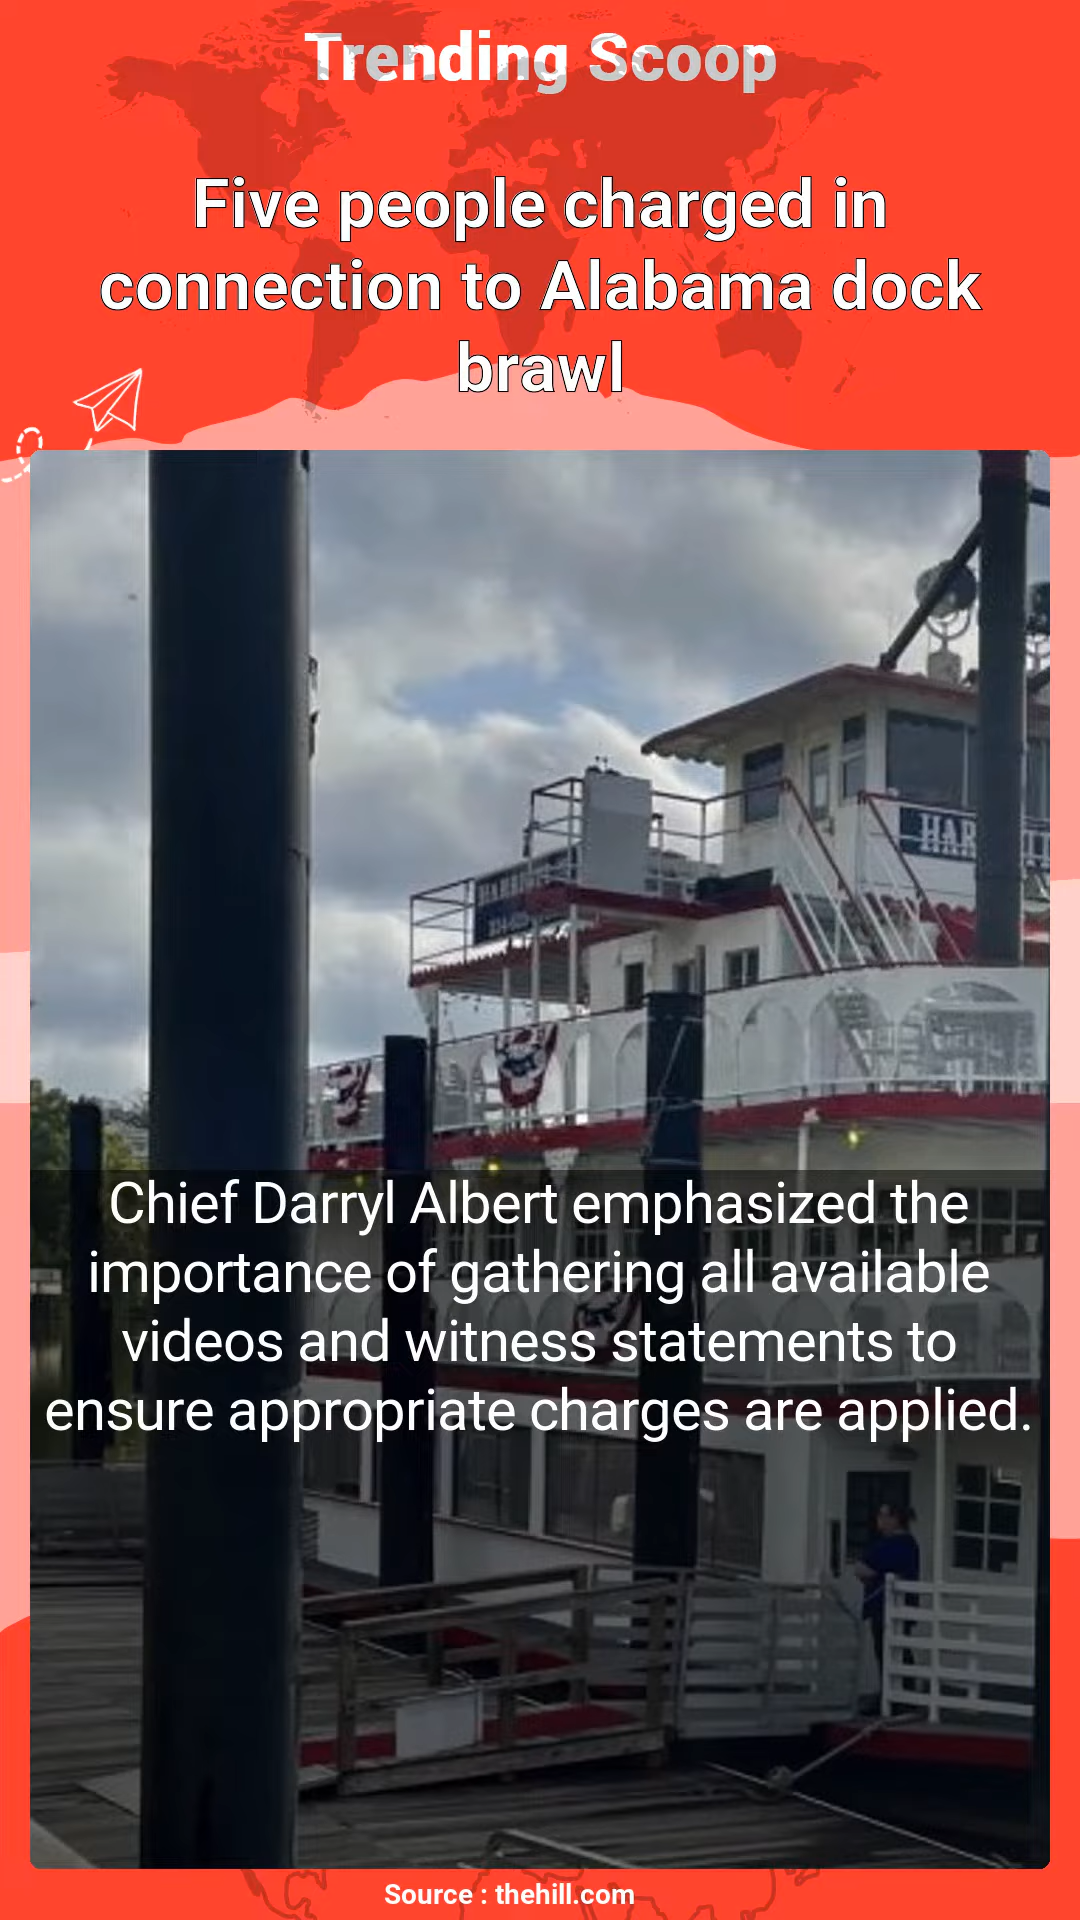 Trending Scoop
Five people charged in
connection to Alabama dock
brawl
Chief Darryl Albert emphasized the
importance of gathering all available
videos and witness statements to
ensure appropriate charges are applied.
Source : thehill.com